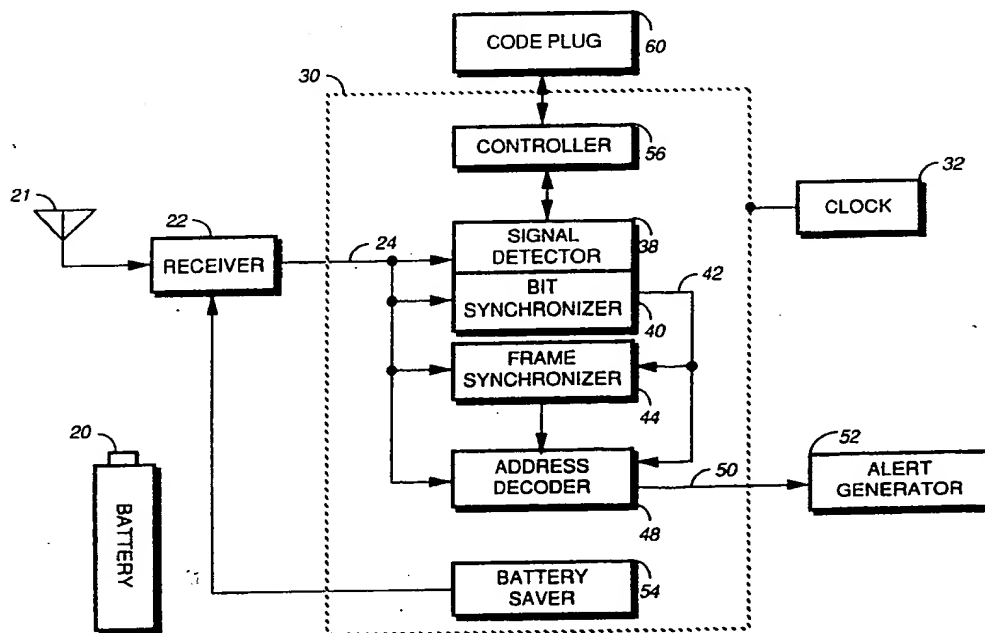 CODE PLUG
60
30
CONTROLLER
56
21
22
RECEIVER
24
SIGNAL
DETECTOR
38
32
CLOCK
BIT
SYNCHRONIZER
42
40
FRAME
SYNCHRONIZER
44
20
BATTERY
ADDRESS
DECODER
48
50
52
ALERT
GENERATOR
BATTERY
SAVER
54